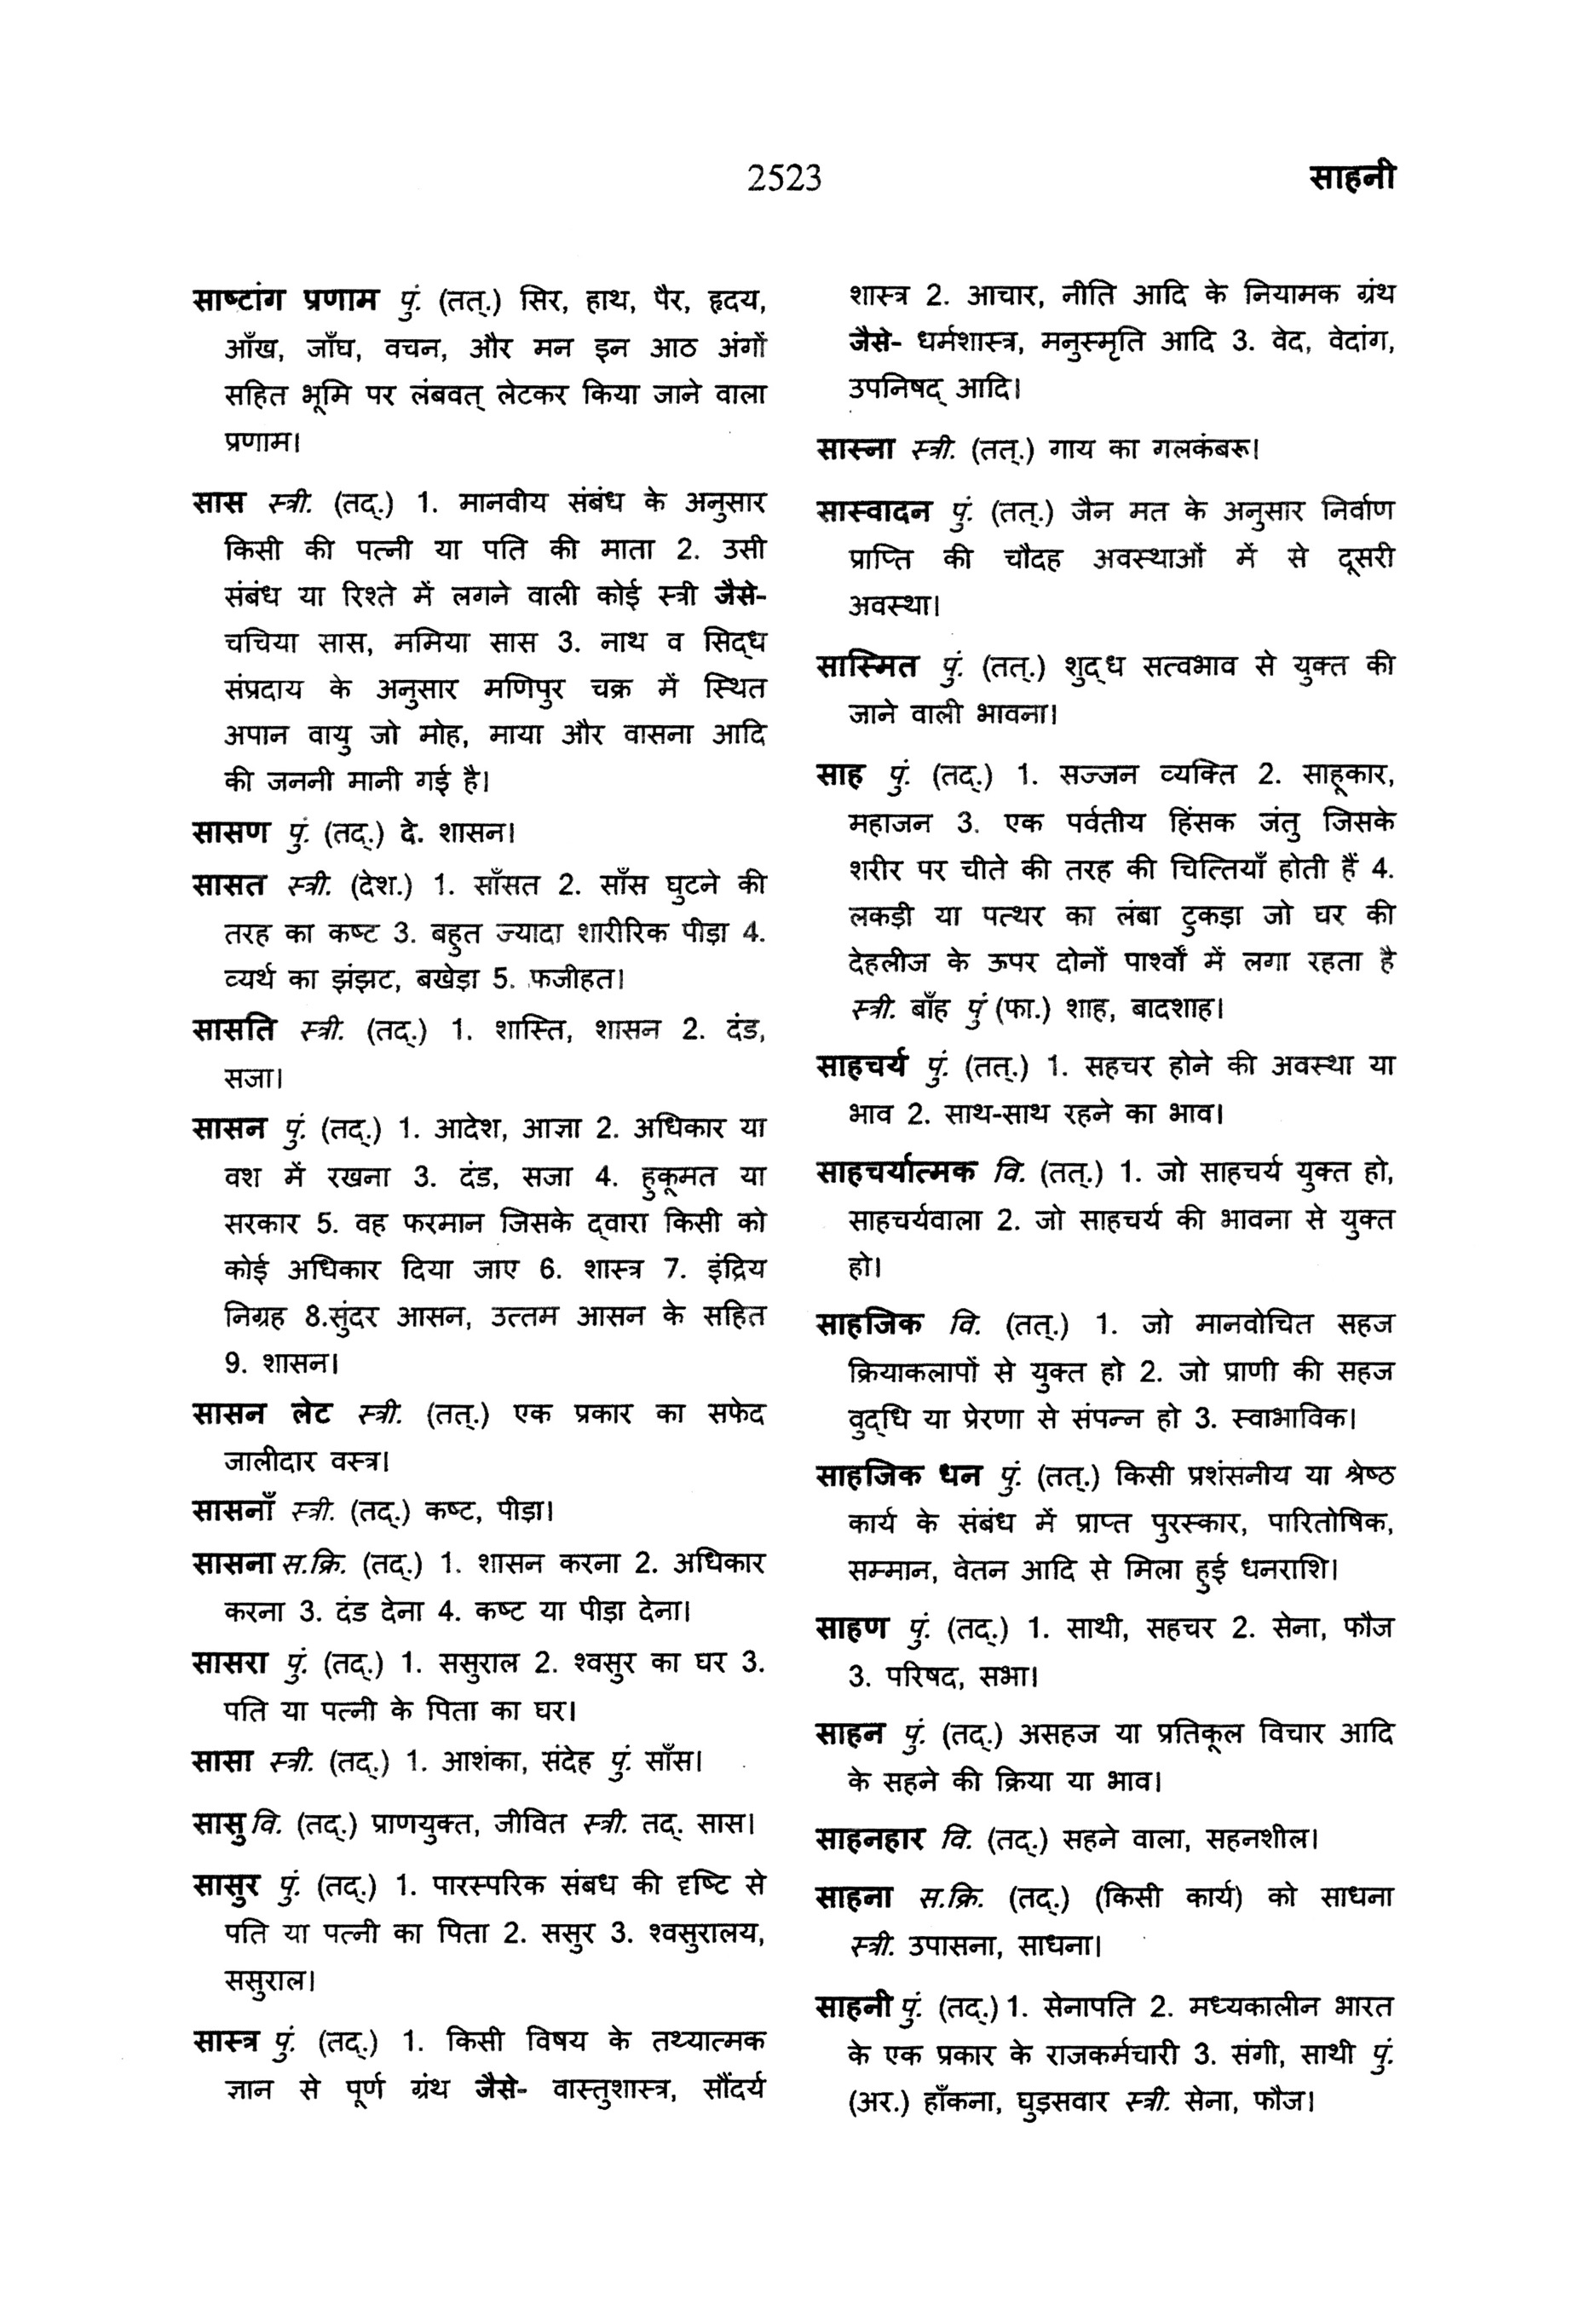 2523
साहनी
साष्टांग प्रणाम पुं. (तत्.) सिर, हाथ, पैर, हृदय,
आँख, जाँघ, वचन, और मन इन आठ अंगों
सहित भूमि पर लंबवत् लेटकर किया जाने वाला
प्रणाम।
सास स्त्री. (तद्.) 1. मानवीय संबंध के अनुसार
किसी की पत्नी या पति की माता 2. उसी
संबंध या रिश्ते में लगने वाली कोई स्त्री जैसे-
चचिया सास, ममिया सास 3. नाथ व सिद्ध
संप्रदाय के अनुसार मणिपुर चक्र में स्थित
अपान वायु जो मोह, माया और वासना आदि
की जननी मानी गई है।
सासण पुं. (तद्.) दे. शासन।
सासत स्त्री. (देश.) 1. साँसत 2. साँस घुटने की
तरह का कष्ट 3. बहुत ज्यादा शारीरिक पीड़ा 4.
व्यर्थ का झंझट, बखेड़ा 5. फजीहत।
सासति स्त्री. (तद्.) 1. शास्ति, शासन 2. दंड,
सजा।
सासन पुं. (तद्.) 1. आदेश, आज्ञा 2. अधिकार या
वश में रखना 3. दंड, सजा 4. हुकूमत या
सरकार 5. वह फरमान जिसके द्वारा किसी को
कोई अधिकार दिया जाए 6. शास्त्र 7. इंद्रिय
निग्रह 8.सुंदर आसन, उत्तम आसन के सहित
9. शासन।
सासन लेट स्त्री. (तत्.) एक प्रकार का सफेद
जालीदार वस्त्र।
सासनाँ स्त्री. (तद्.) कष्ट, पीड़ा।
सासना स.क्रि. (तद्.) 1. शासन करना 2. अधिकार
करना 3. दंड देना 4. कष्ट या पीड़ा देना।
सासरा पुं. (तद्.) 1. ससुराल 2. श्वसुर का घर 3.
पति या पत्नी के पिता का घर।
सासा स्त्री. (तद्.) 1. आशंका, संदेह पुं. साँस।
सासु वि. (तद्.) प्राणयुक्त, जीवित स्त्री. तद्. सास।
सासुर पुं. (तद्.) 1. पारस्परिक संबध की दृष्टि से
पति या पत्नी का पिता 2. ससुर 3. श्वसुरालय,
ससुराल।
सास्त्र पुं. (तद्.) 1. किसी विषय के तथ्यात्मक
ज्ञान से पूर्ण ग्रंथ जैसे- वास्तुशास्त्र, सौंदर्य
शास्त्र 2. आचार, नीति आदि के नियामक ग्रंथ
जैसे- धर्मशास्त्र, मनुस्मृति आदि 3. वेद, वेदांग,
उपनिषद् आदि।
सास्ना स्त्री. (तत्.) गाय का गलकंबरू।
सास्वादन पुं. (तत्.) जैन मत के अनुसार निर्वाण
प्राप्ति की चौदह अवस्थाओं में से दूसरी
अवस्था।
सास्मित पुं. (तत्.) शुद्ध सत्वभाव से युक्त की
जाने वाली भावना।
साह पुं. (तद्.) 1. सज्जन व्यक्ति 2. साहूकार,
महाजन 3. एक पर्वतीय हिंसक जंतु जिसके
शरीर पर चीते की तरह की चित्तियाँ होती हैं 4.
लकड़ी या पत्थर का लंबा टुकड़ा जो घर की
देहलीज के ऊपर दोनों पार्श्वों में लगा रहता है
स्त्री. बाँह पुं (फा.) शाह, बादशाह।
साहचर्य पुं. (तत्.) 1. सहचर होने की अवस्था या
भाव 2. साथ-साथ रहने का भाव।
साहचर्यात्मक वि. (तत्.) 1. जो साहचर्य युक्त हो,
साहचर्यवाला 2. जो साहचर्य की भावना से युक्त
हो।
साहजिक वि. (तत्.) 1. जो मानवोचित सहज
क्रियाकलापों से युक्त हो 2. जो प्राणी की सहज
वुद्धि या प्रेरणा से संपन्न हो 3. स्वाभाविक।
साहजिक धन पुं. (तत्.) किसी प्रशंसनीय या श्रेष्ठ
कार्य के संबंध में प्राप्त पुरस्कार, पारितोषिक,
सम्मान, वेतन आदि से मिला हुई धनराशि।
साहण पुं. (तद्.) 1. साथी, सहचर 2. सेना, फौज
3. परिषद, सभा।
साहन पुं. (तद्.) असहज या प्रतिकूल विचार आदि
के सहने की क्रिया या भाव।
साहनहार वि. (तद्.) सहने वाला, सहनशील।
साहना स.क्रि. (तद्.) (किसी कार्य) को साधना
स्त्री. उपासना, साधना।
साहनी पुं. (तद्.) 1. सेनापति 2. मध्यकालीन भारत
के एक प्रकार के राजकर्मचारी 3. संगी, साथी पुं.
(अर.) हाँकना, घुड़सवार स्त्री. सेना, फौज।